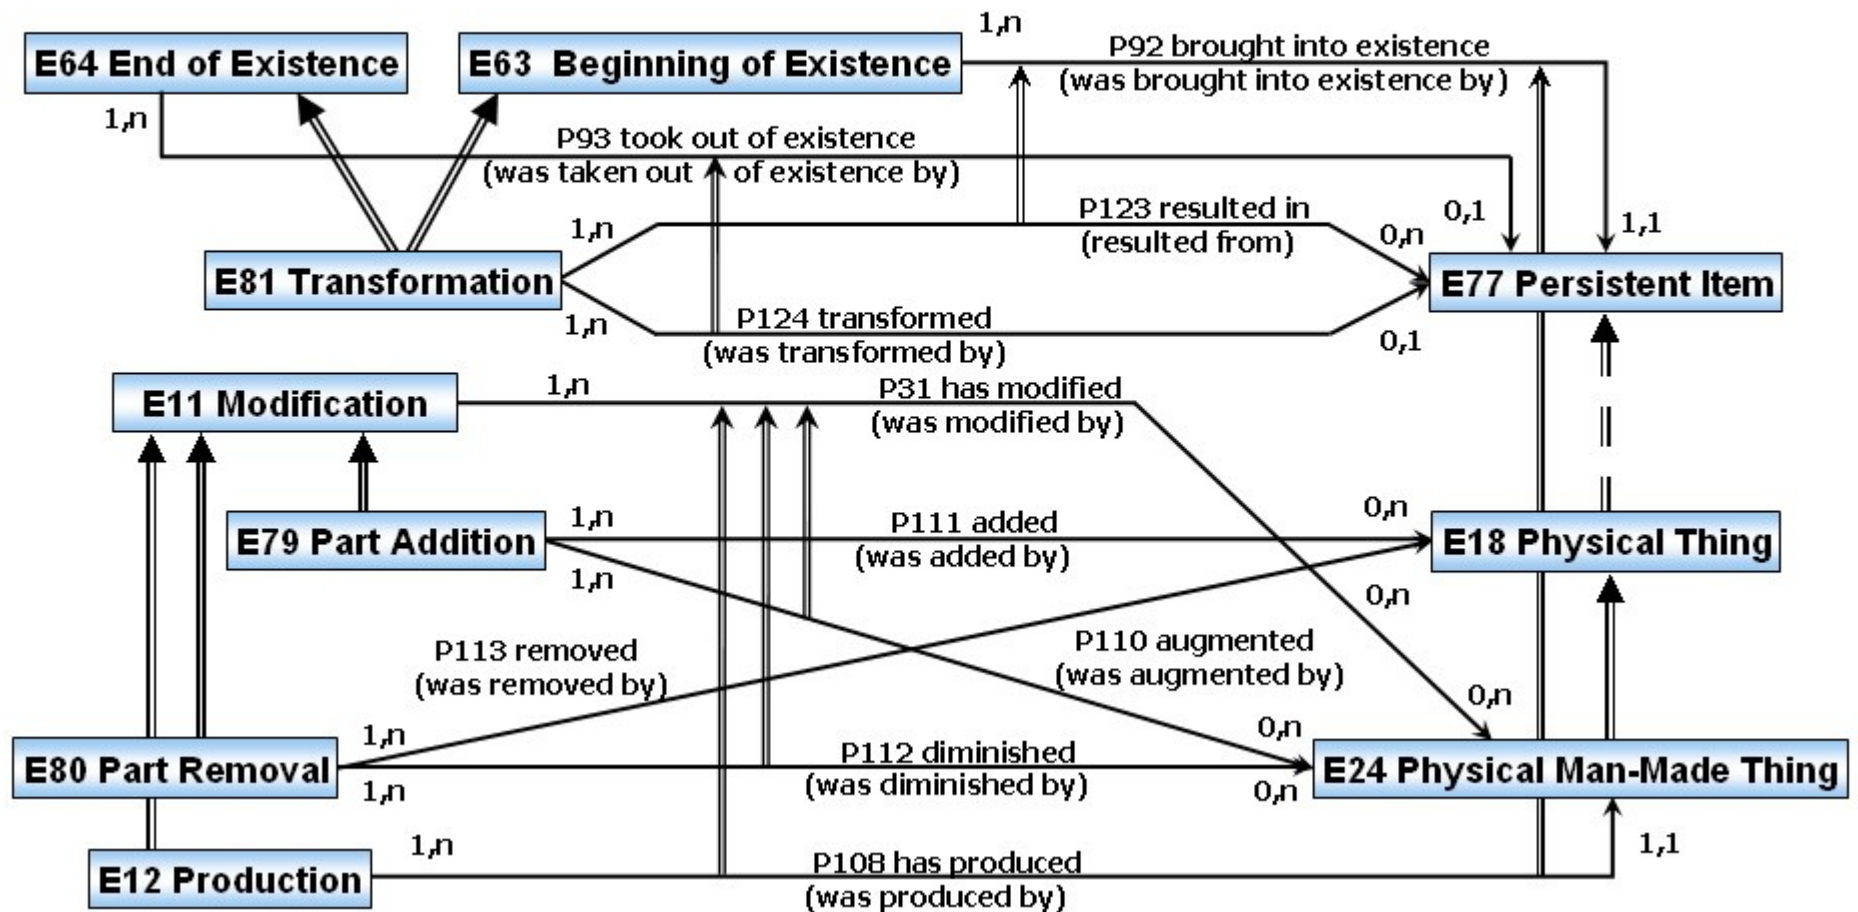 1,n
E64 End of Existence
E63 Beginning of Existence
P92 brought into existence
(was brought into existence by)
1,n
P93 took out of existence
(was taken out of existence by)
1,n
P123 resulted in
(resulted from)
0,n
0,1
1,1
E81 Transformation
E77 Persistent Item
1,n
P124 transformed
(was transformed by)
0,1
E11 Modification
1,n
P31 has modified
(was modified by)
E79 Part Addition
1,n
P111 added
(was added by)
0,n
E18 Physical Thing
1,n
0,n
P113 removed
(was removed by)
P110 augmented
(was augmented by)
0,n
E80 Part Removal
1,n
1,n
P112 diminished
(was diminished by)
0,n
0,n
E24 Physical Man-Made Thing
E12 Production
1,n
P108 has produced
(was produced by)
1,1